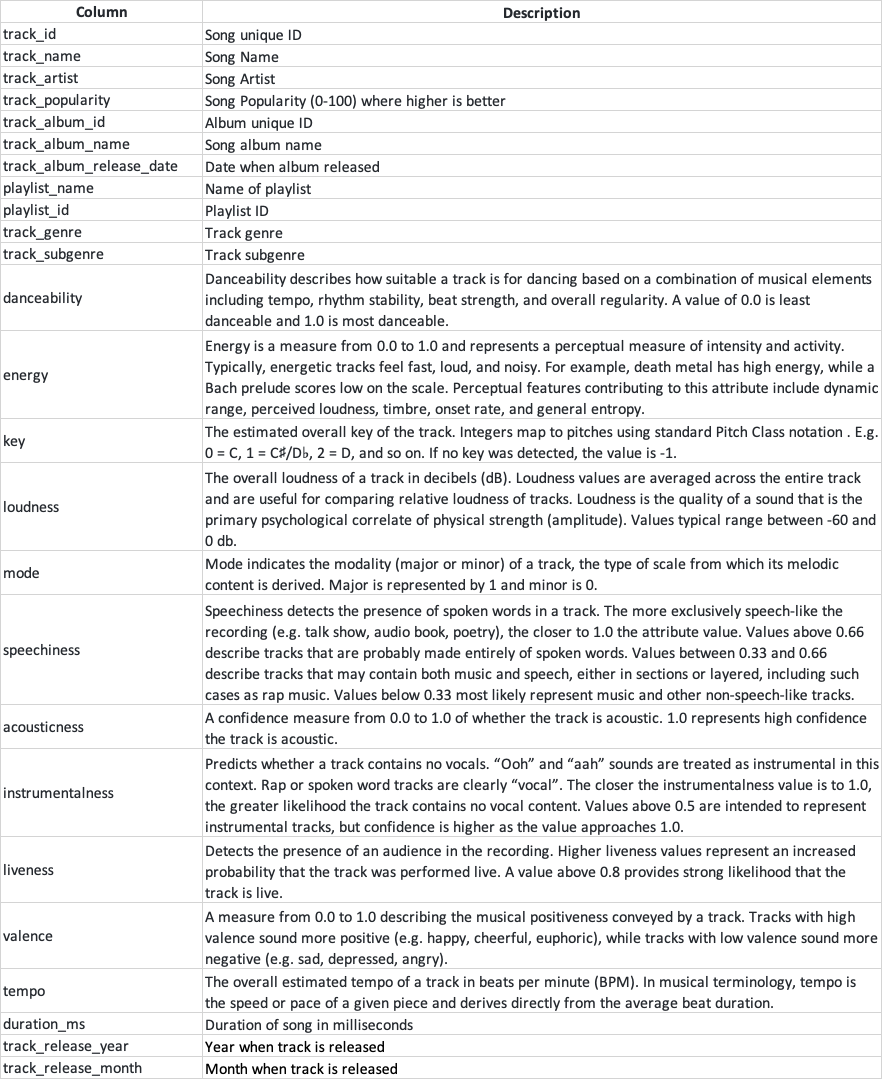 Column Description
track_id Song unique ID
track_name Song Name
track_artist Song Artist
track_popularity Song Popularity (0-100) where higher is better
track_album_id Album unique ID
track_album_name Song album name
track_album_release_date Date when album released
playlist_name Name of playlist
playlist_id Playlist ID
track_genre Track genre
track_subgenre Track subgenre
danceability
Danceability describes how suitable a track is for dancing based on a combination of musical elements
including tempo, rhythm stability, beat strength, and overall regularity. A value of 0.0 is least
danceable and 1.0 is most danceable.
energy
Energy is a measure from 0.0 to 1.0 and represents a perceptual measure of intensity and activity.
Typically, energetic tracks feel fast, loud, and noisy. For example, death metal has high energy, while a
Bach prelude scores low on the scale. Perceptual features contributing to this attribute include dynamic
range, perceived loudness, timbre, onset rate, and general entropy.
key
The estimated overall key of the track. Integers map to pitches using standard Pitch Class notation . E.g.
0 = C, 1 = C♯/D♭, 2 = D, and so on. If no key was detected, the value is -1.
loudness
The overall loudness of a track in decibels (dB). Loudness values are averaged across the entire track
and are useful for comparing relative loudness of tracks. Loudness is the quality of a sound that is the
primary psychological correlate of physical strength (amplitude). Values typical range between -60 and
0 db.
mode
Mode indicates the modality (major or minor) of a track, the type of scale from which its melodic
content is derived. Major is represented by 1 and minor is 0.
speechiness
Speechiness detects the presence of spoken words in a track. The more exclusively speech-like the
recording (e.g. talk show, audio book, poetry), the closer to 1.0 the attribute value. Values above 0.66
describe tracks that are probably made entirely of spoken words. Values between 0.33 and 0.66
describe tracks that may contain both music and speech, either in sections or layered, including such
cases as rap music. Values below 0.33 most likely represent music and other non-speech-like tracks.
acousticness
A confidence measure from 0.0 to 1.0 of whether the track is acoustic. 1.0 represents high confidence
the track is acoustic.
instrumentalness
Predicts whether a track contains no vocals. “Ooh” and “aah” sounds are treated as instrumental in this
context. Rap or spoken word tracks are clearly “vocal”. The closer the instrumentalness value is to 1.0,
the greater likelihood the track contains no vocal content. Values above 0.5 are intended to represent
instrumental tracks, but confidence is higher as the value approaches 1.0.
liveness
Detects the presence of an audience in the recording. Higher liveness values represent an increased
probability that the track was performed live. A value above 0.8 provides strong likelihood that the
track is live.
valence
A measure from 0.0 to 1.0 describing the musical positiveness conveyed by a track. Tracks with high
valence sound more positive (e.g. happy, cheerful, euphoric), while tracks with low valence sound more
negative (e.g. sad, depressed, angry).
tempo
The overall estimated tempo of a track in beats per minute (BPM). In musical terminology, tempo is
the speed or pace of a given piece and derives directly from the average beat duration.
duration_ms Duration of song in milliseconds
track_release_year Year when track is released
track_release_month Month when track is released